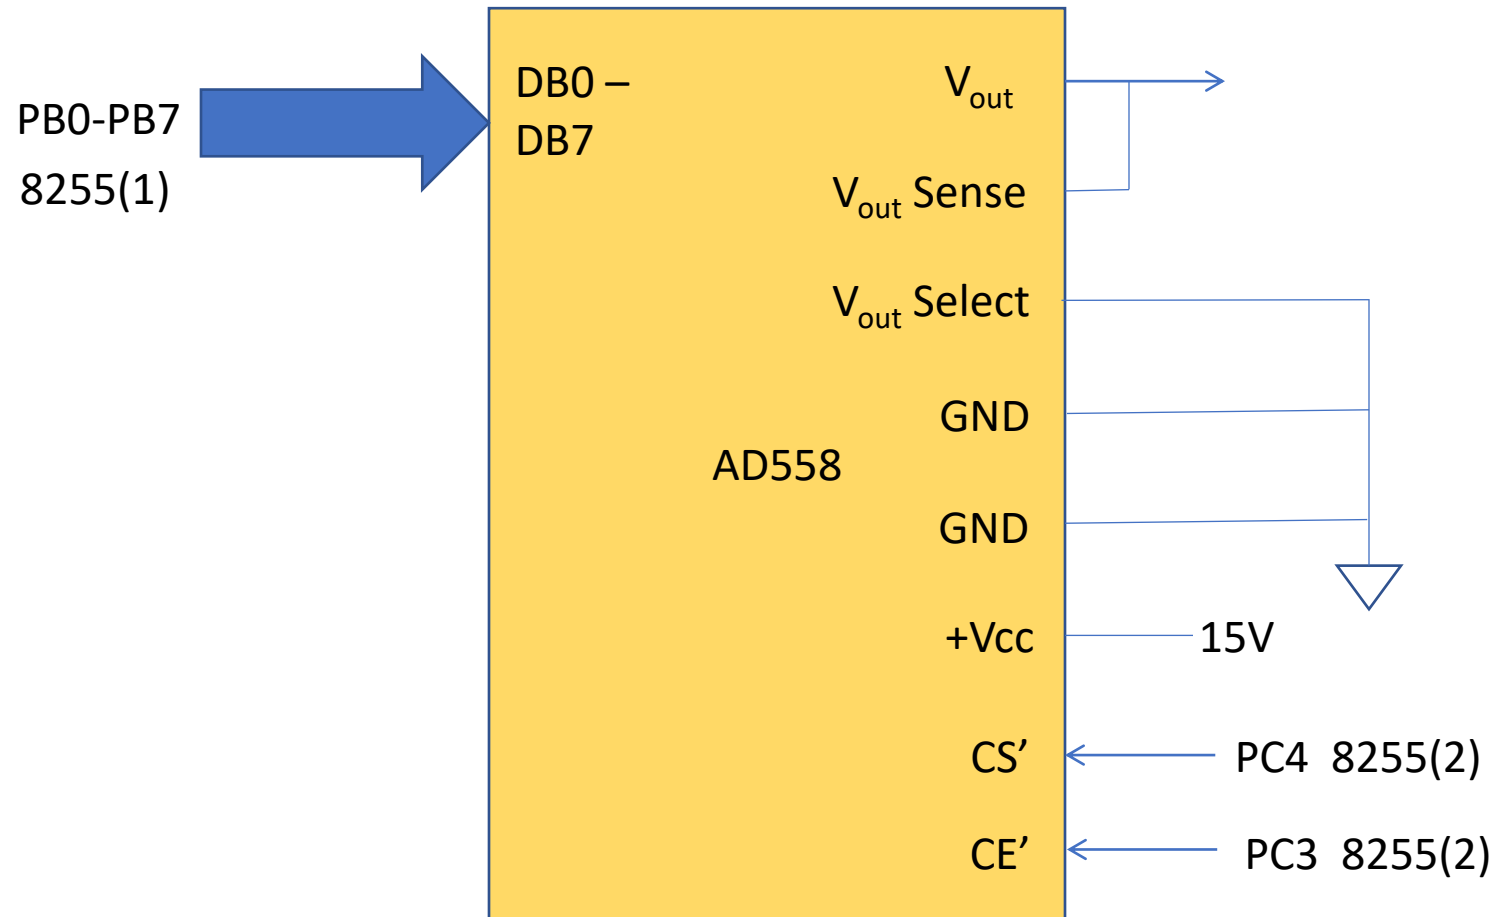 PB0-PB7
8255(1)
DB0 –
DB7
Vout
Vout Sense
Vout Select
GND
AD558
GND
+Vcc
15V
CS’
PC4 8255(2)
CE’
PC3 8255(2)